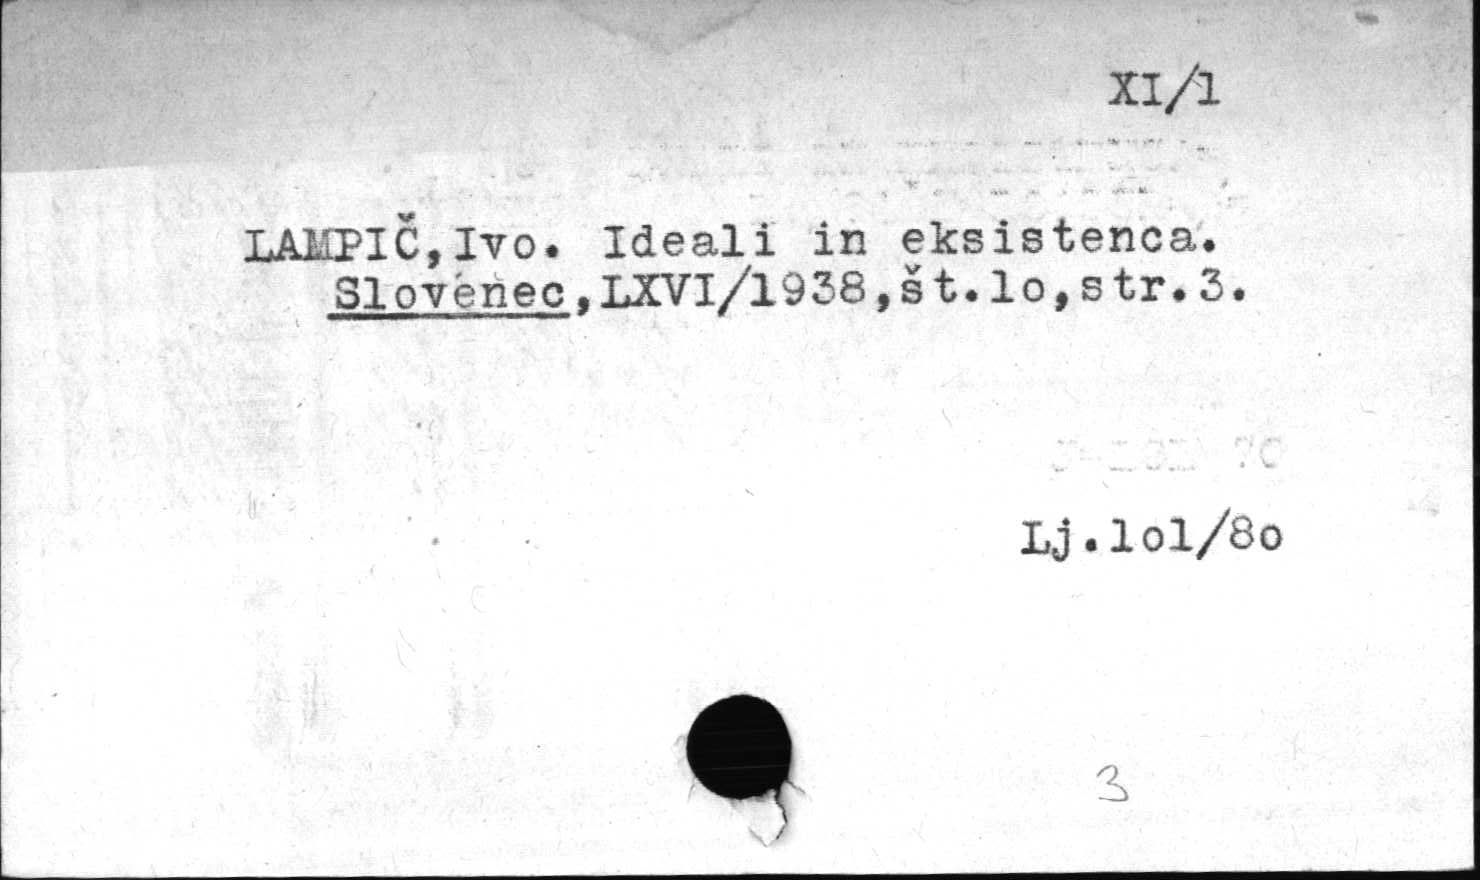 XI/1
LAMPIČ,Ivo. Ideali in eksistenca.
Slovenec,LXVI/1938,št.lo,str.3.
Lj.lol/8o
3